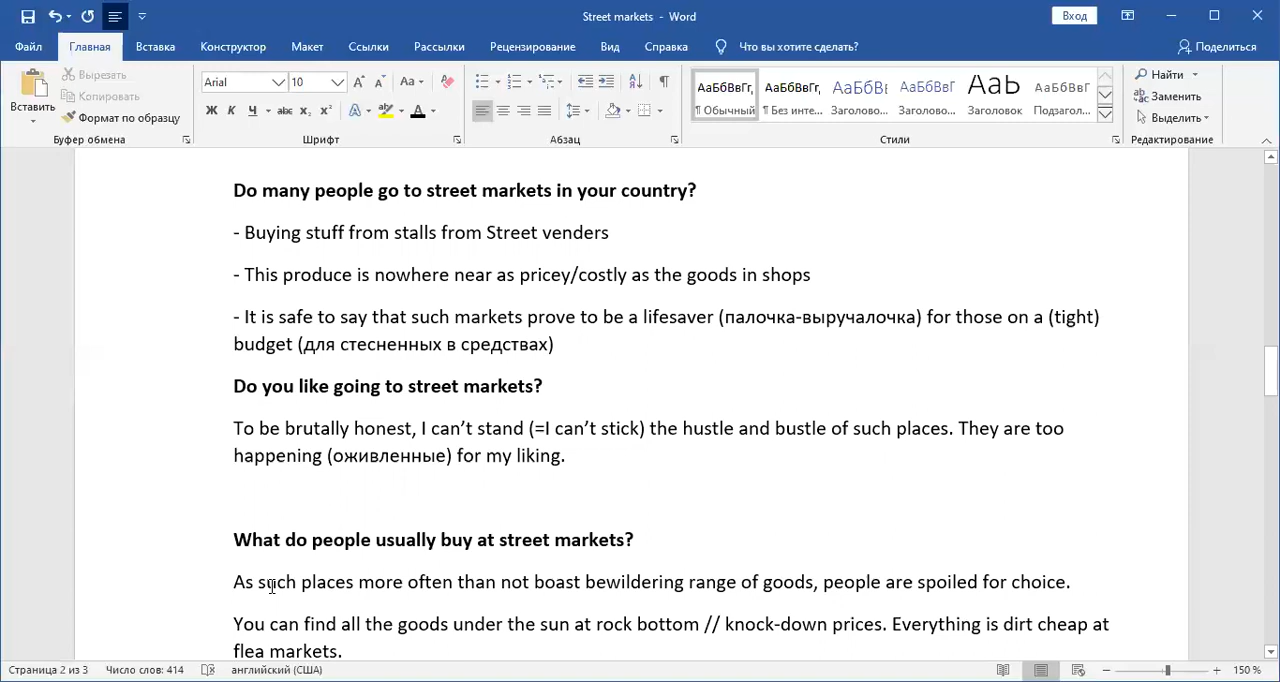 Street markets - Word
Вход
Файл Главная Вставка Конструктор Макет Ссылки Рассылки Рецензирование Вид Справка Что вы хотите сделать? Поделиться
Вставить
Вырезать
Копировать
Формат по образцу
Буфер обмена
Arial 10
Aa
Ж К Ч abc x₂ x²
Шрифт
Абзац
АаБбВвГг, АаБбВвГг, АаБбВı АаБбВвГ Ааb АаБбВвГ
¶ Обычный ¶ Без инте... Заголово... Заголово... Заголовок Подзагол...
Стили
Найти
Заменить
Выделить
Редактирование
Do many people go to street markets in your country?
- Buying stuff from stalls from Street venders
- This produce is nowhere near as pricey/costly as the goods in shops
- It is safe to say that such markets prove to be a lifesaver (палочка-выручалочка) for those on a (tight)
budget (для стесненных в средствах)
Do you like going to street markets?
To be brutally honest, I can’t stand (=I can’t stick) the hustle and bustle of such places. They are too
happening (оживленные) for my liking.
What do people usually buy at street markets?
As such places more often than not boast bewildering range of goods, people are spoiled for choice.
You can find all the goods under the sun at rock bottom // knock-down prices. Everything is dirt cheap at
flea markets.
Страница 2 из 3 Число слов: 414 английский (США) 150 %